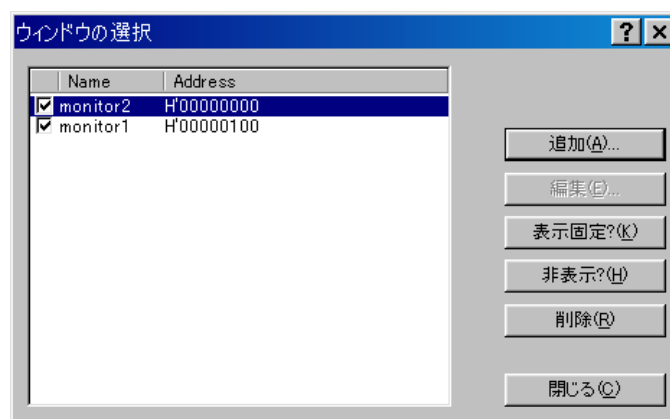 ウィンドウの選択
Name Address
monitor2 H'00000000
monitor1 H'00000100
追加(A)...
編集(E)...
表示固定?(K)
非表示?(H)
削除(R)
閉じる(C)